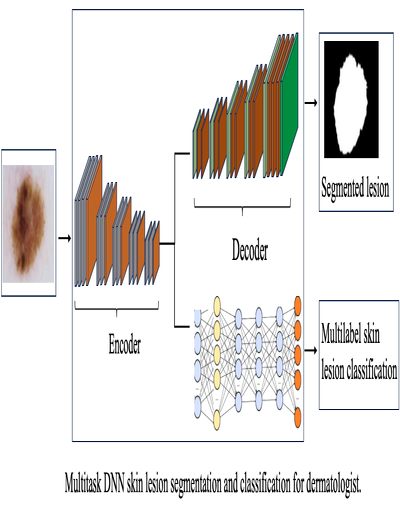 Segmented lesion
Decoder
Encoder
Multilabel skin
lesion classification
Multitask DNN skin lesion segmentation and classification for dermatologist.